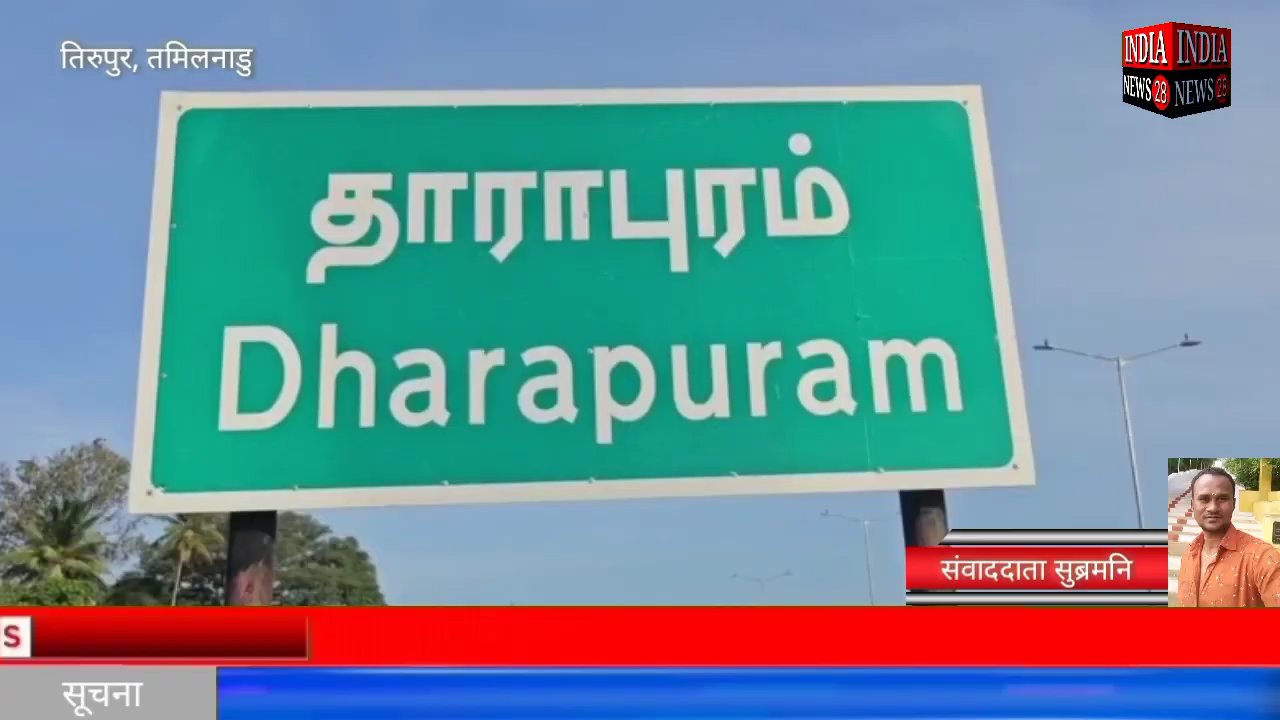 तिरुपुर, तमिलनाडु
INDIA INDIA
NEWS 28 NEWS 28
தாராபுரம்
Dharapuram
संवाददाता सुब्रमनि
S
सूचना